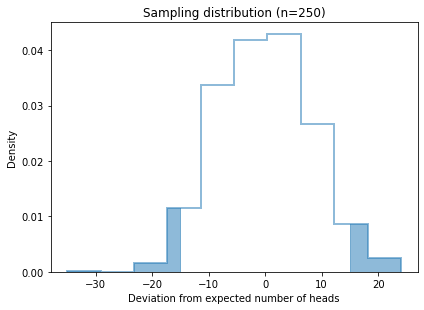 Sampling distribution (n=250)
0.04
0.03
0.02
0.01
0.00
Density
−30 −20 −10 0 10 20
Deviation from expected number of heads